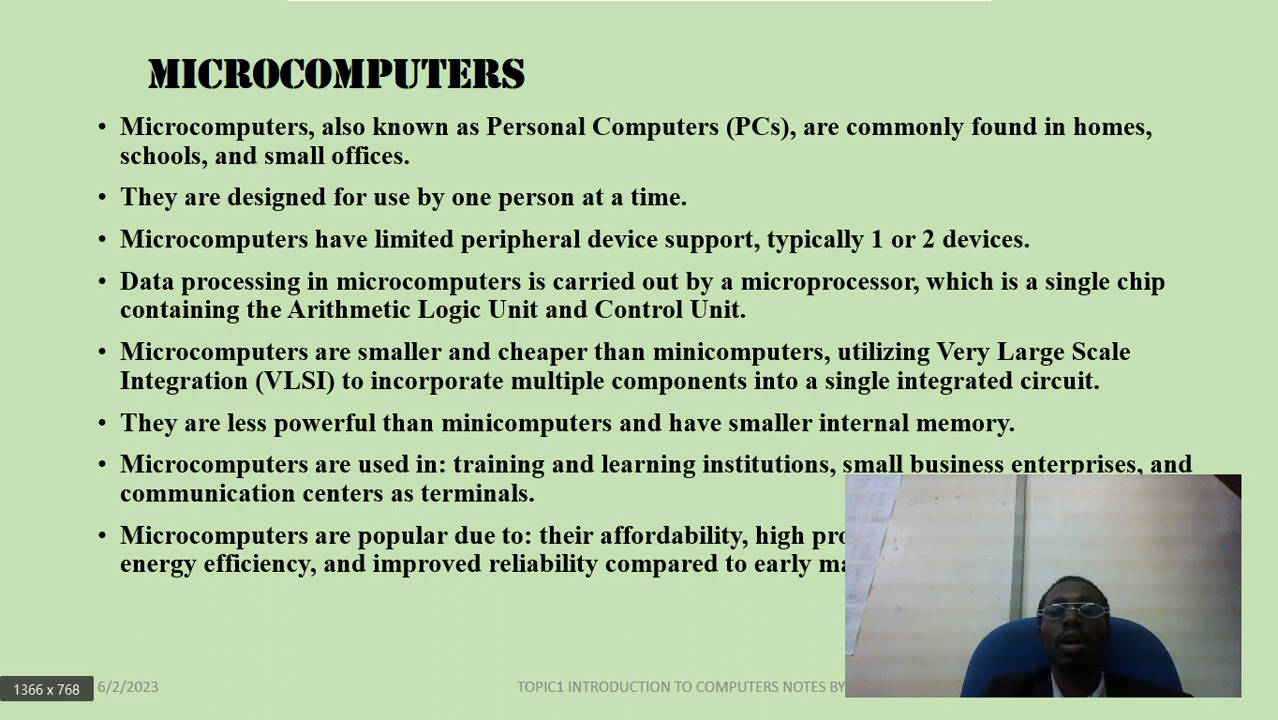 MICROCOMPUTERS
• Microcomputers, also known as Personal Computers (PCs), are commonly found in homes,
schools, and small offices.
• They are designed for use by one person at a time.
• Microcomputers have limited peripheral device support, typically 1 or 2 devices.
• Data processing in microcomputers is carried out by a microprocessor, which is a single chip
containing the Arithmetic Logic Unit and Control Unit.
• Microcomputers are smaller and cheaper than minicomputers, utilizing Very Large Scale
Integration (VLSI) to incorporate multiple components into a single integrated circuit.
• They are less powerful than minicomputers and have smaller internal memory.
• Microcomputers are used in: training and learning institutions, small business enterprises, and
communication centers as terminals.
• Microcomputers are popular due to: their affordability, high
energy efficiency, and improved reliability compared to early
1366 x 768
6/2/2023
TOPIC1 INTRODUCTION TO COMPUTERS NOTES BY